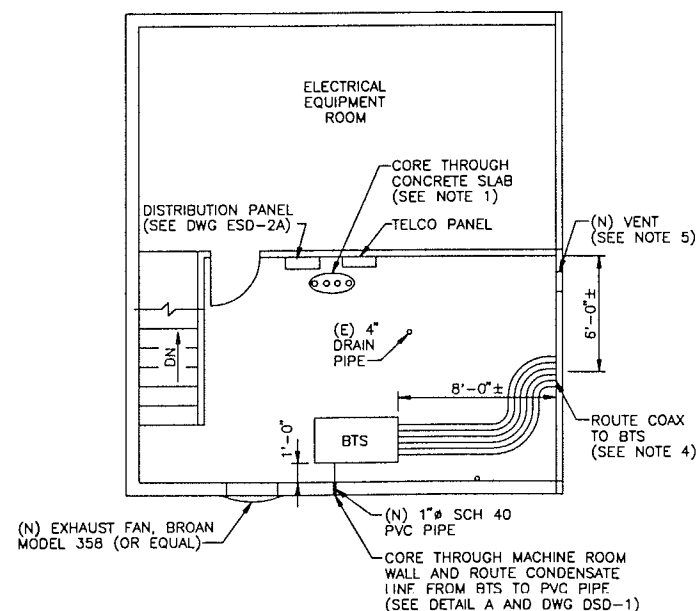 ELECTRICAL
EQUIPMENT
ROOM
CORE THROUGH
CONCRETE SLAB
(SEE NOTE 1)
DISTRIBUTION PANEL
(SEE DWG ESD-2A)
TELCO PANEL
(N) VENT
(SEE NOTE 5)
6'-0"±
(E) 4"
DRAIN
PIPE
DN
8'-0"±
1'-0"
BTS
ROUTE COAX
TO BTS
(SEE NOTE 4)
(N) EXHAUST FAN, BROAN
MODEL 358 (OR EQUAL)
(N) 1"ø SCH 40
PVC PIPE
CORE THROUGH MACHINE ROOM
WALL AND ROUTE CONDENSATE
LINE FROM BTS TO PVC PIPE
(SEE DETAIL A AND DWG DSD-1)